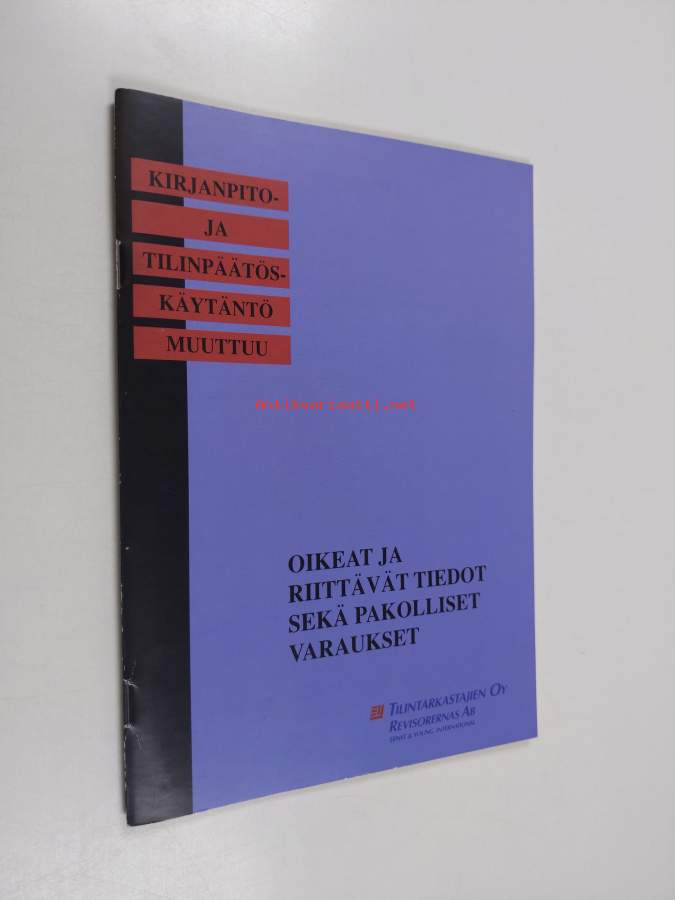 KIRJANPITO-
JA
TILINPÄÄTÖS-
KÄYTÄNTÖ
MUUTTUU
Antikvariaatti.net
OIKEAT JA
RIITTÄVÄT TIEDOT
SEKÄ PAKOLLISET
VARAUKSET
TILINTARKASTAJIEN OY
REVISORERNAS AB
ERNST & YOUNG INTERNATIONAL